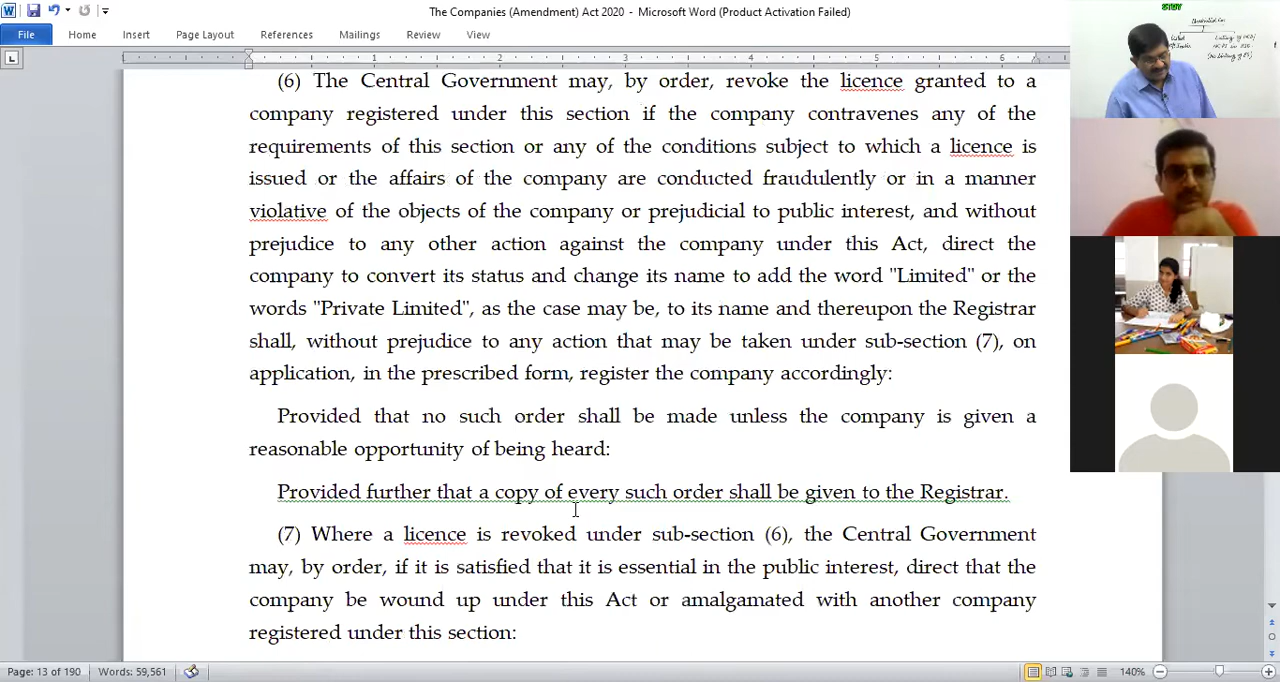 The Companies (Amendment) Act 2020 - Microsoft Word (Product Activation Failed)
File Home Insert Page Layout References Mailings Review View
1 2 3 4 5 6
(6) The Central Government may, by order, revoke the licence granted to a
company registered under this section if the company contravenes any of the
requirements of this section or any of the conditions subject to which a licence is
issued or the affairs of the company are conducted fraudulently or in a manner
violative of the objects of the company or prejudicial to public interest, and without
prejudice to any other action against the company under this Act, direct the
company to convert its status and change its name to add the word "Limited" or the
words "Private Limited", as the case may be, to its name and thereupon the Registrar
shall, without prejudice to any action that may be taken under sub-section (7), on
application, in the prescribed form, register the company accordingly:
Provided that no such order shall be made unless the company is given a
reasonable opportunity of being heard:
Provided further that a copy of every such order shall be given to the Registrar.
(7) Where a licence is revoked under sub-section (6), the Central Government
may, by order, if it is satisfied that it is essential in the public interest, direct that the
company be wound up under this Act or amalgamated with another company
registered under this section:
Page: 13 of 190 Words: 59,561 140%
STUDY